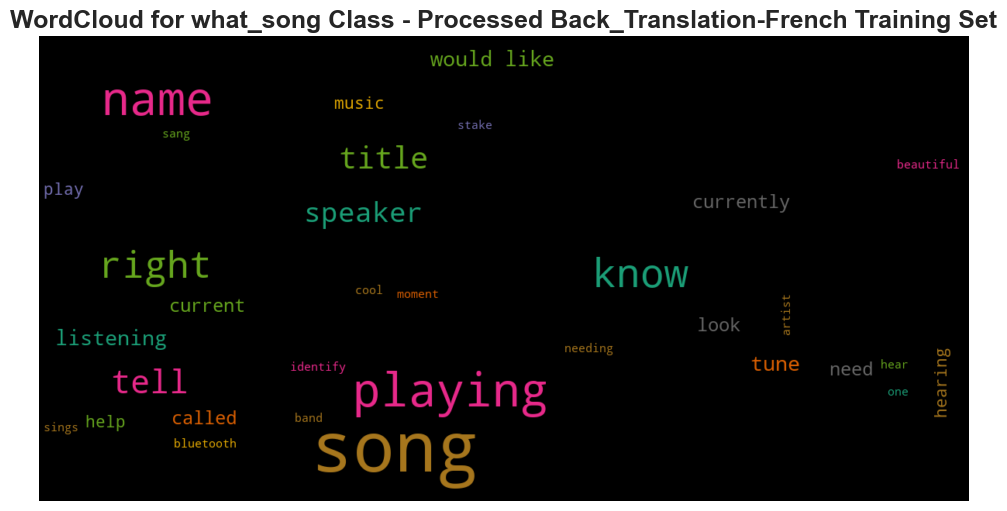 WordCloud for what_song Class - Processed Back_Translation-French Training Set
would like
name
music
stake
sang
title
beautiful
play
currently
speaker
right
know
cool
moment
current
artist
look
listening
needing
identify
tune
need
hear
hearing
tell
playing
one
called
band
help
sings
bluetooth
song